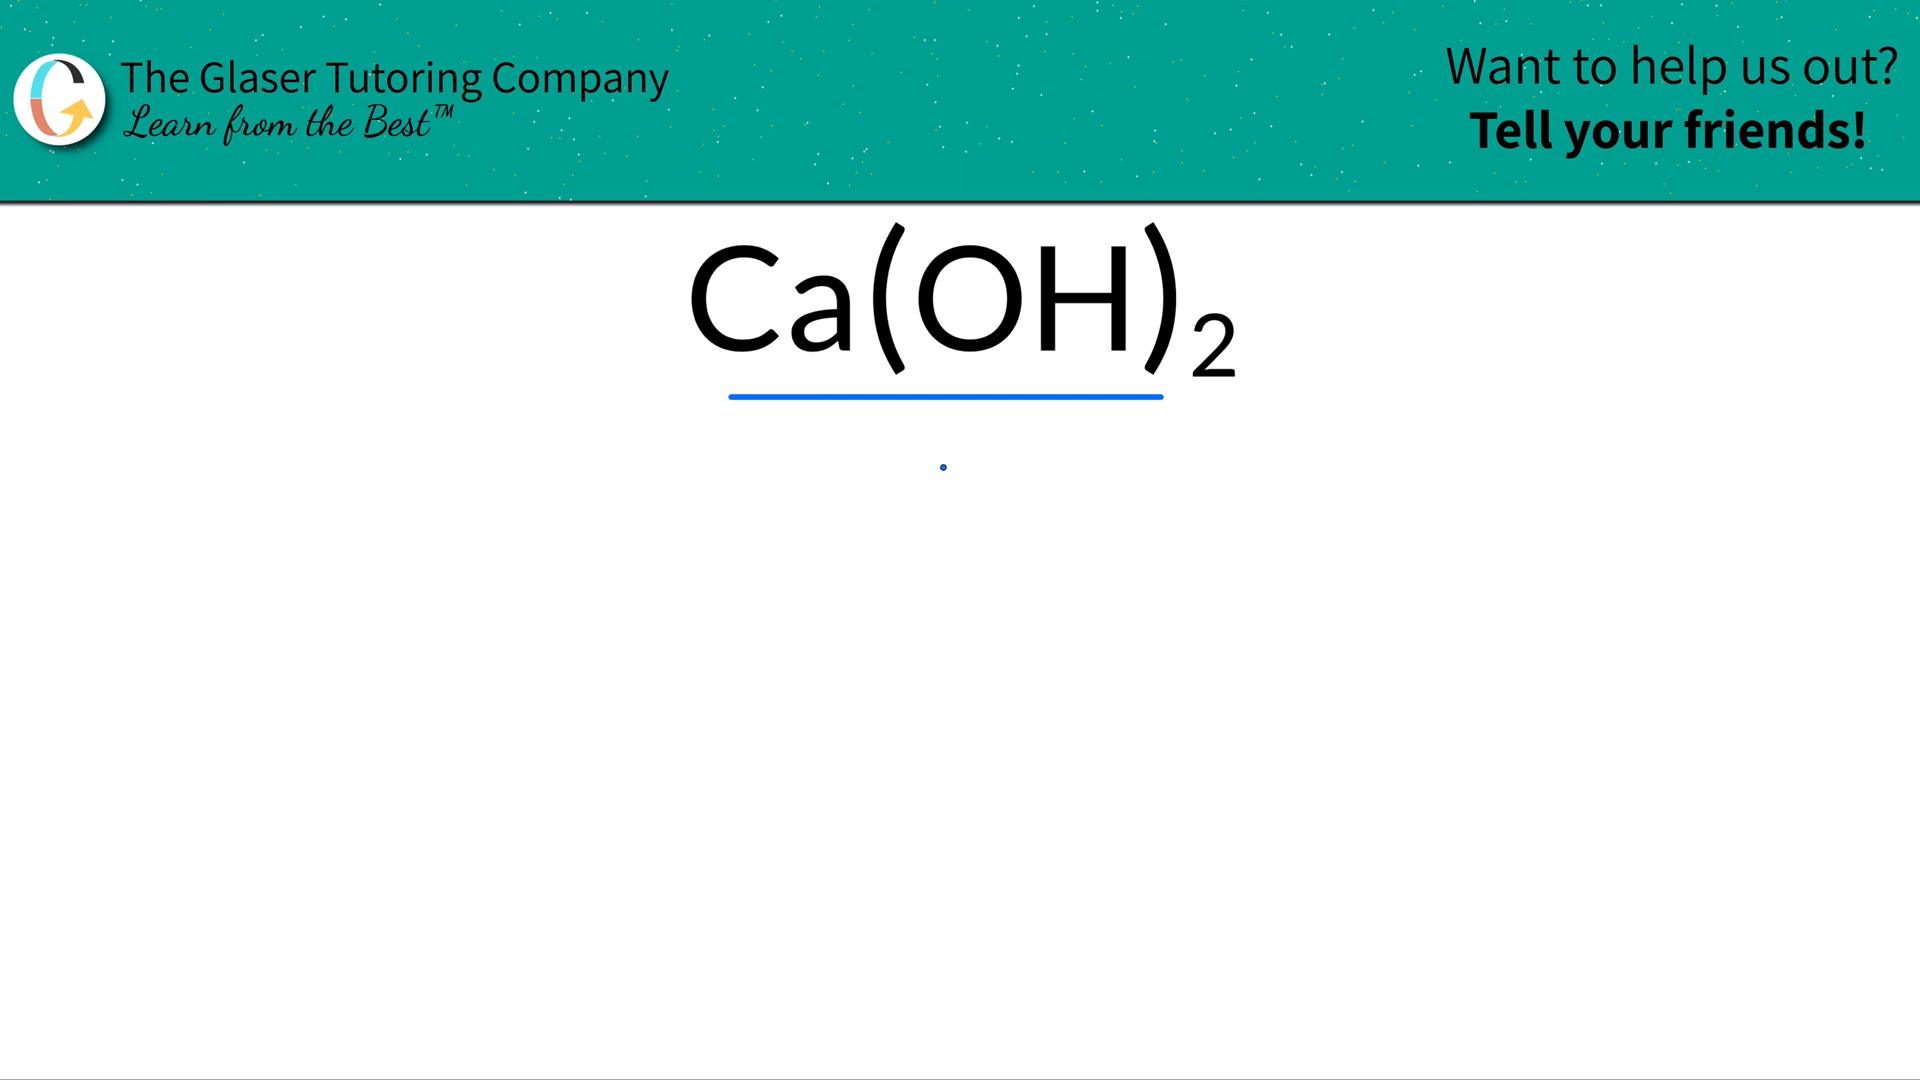 The Glaser Tutoring Company
Learn from the Best™
Want to help us out?
Tell your friends!
Ca(OH)₂